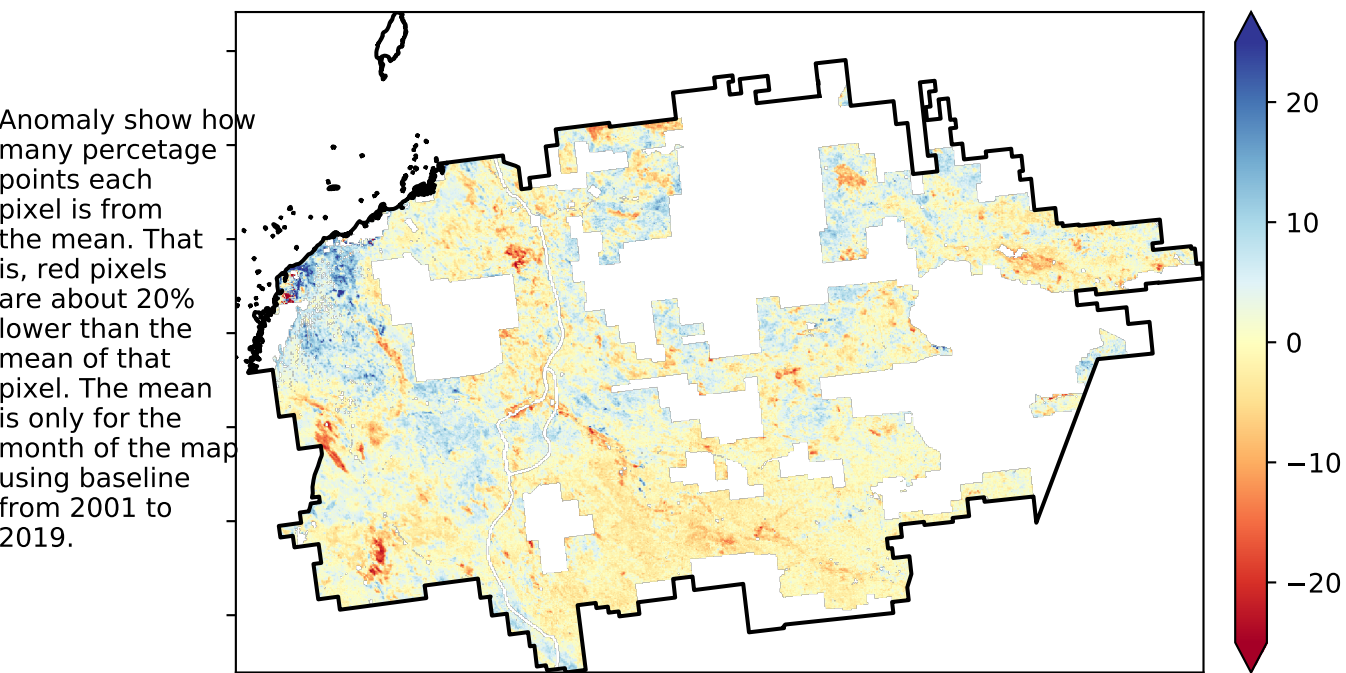 Anomaly show how
many percetage
points each
pixel is from
the mean. That
is, red pixels
are about 20%
lower than the
mean of that
pixel. The mean
is only for the
month of the map
using baseline
from 2001 to
2019.
20
10
0
−10
−20